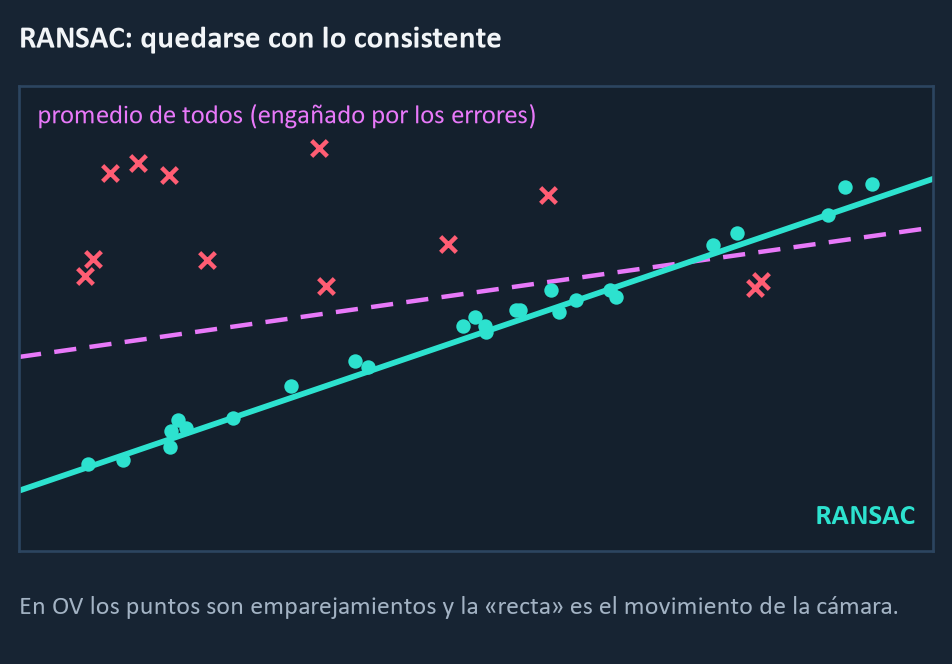 RANSAC: quedarse con lo consistente
promedio de todos (engañado por los errores)
RANSAC
En OV los puntos son emparejamientos y la «recta» es el movimiento de la cámara.